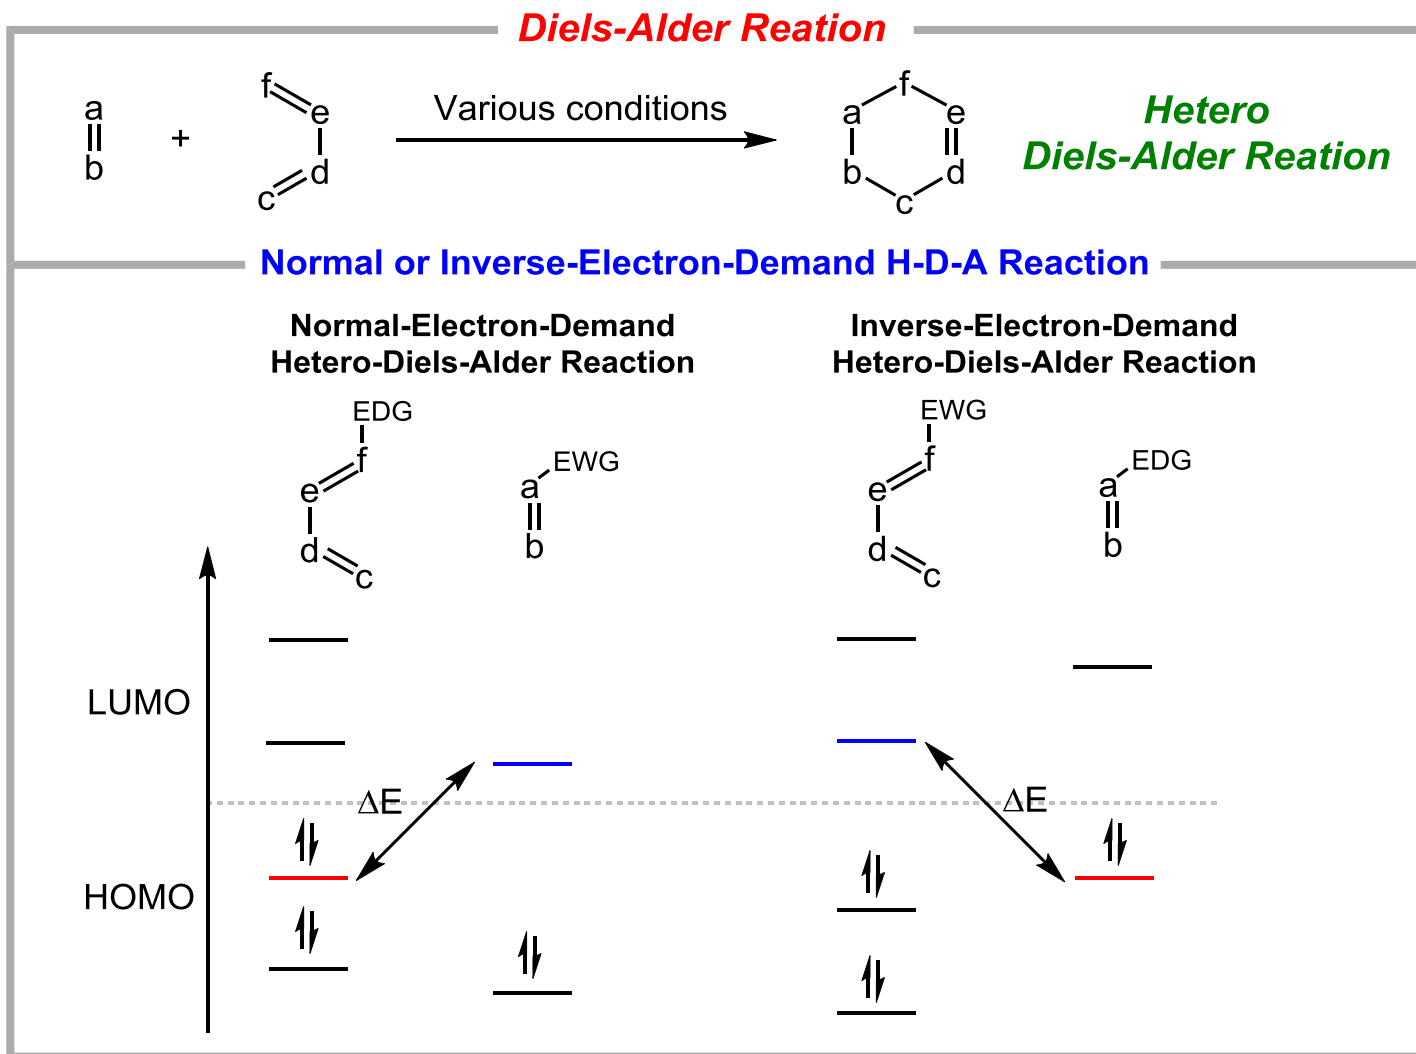 Diels-Alder Reation
a
b
+
f
e
d
c
Various conditions
f
a
e
b
d
c
Hetero
Diels-Alder Reation
Normal or Inverse-Electron-Demand H-D-A Reaction
Normal-Electron-Demand
Hetero-Diels-Alder Reaction
EDG
f
e
d
c
EWG
a
b
Inverse-Electron-Demand
Hetero-Diels-Alder Reaction
EWG
f
e
d
c
EDG
a
b
LUMO
ΔE
ΔE
HOMO